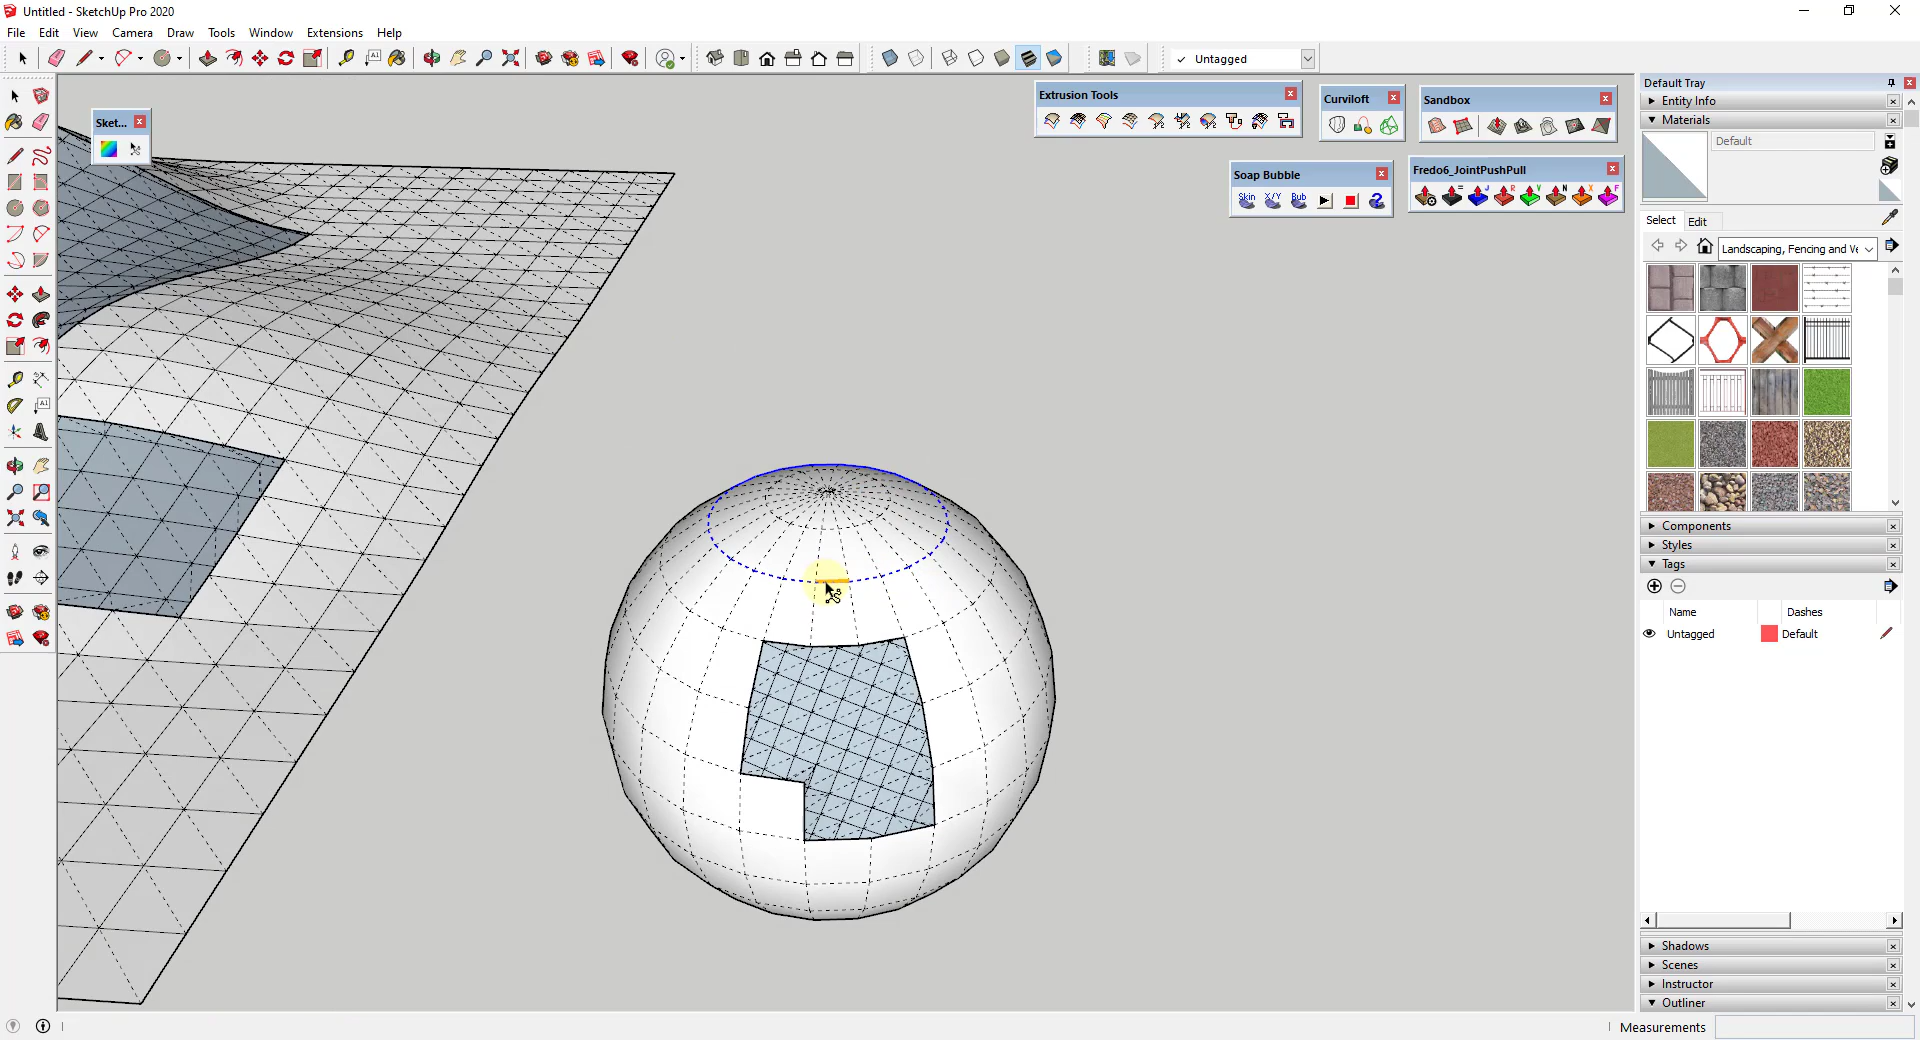 Untitled - SketchUp Pro 2020
File Edit View Camera Draw Tools Window Extensions Help
Untagged
Default Tray
Entity Info
Materials
Default
Select Edit
Landscaping, Fencing and Ve
Components
Styles
Tags
Name Dashes
Untagged Default
Shadows
Scenes
Instructor
Outliner
Measurements
Sket...
Extrusion Tools
Curviloft
Sandbox
Soap Bubble
Skin X/Y Bub
Fredo6_JointPushPull